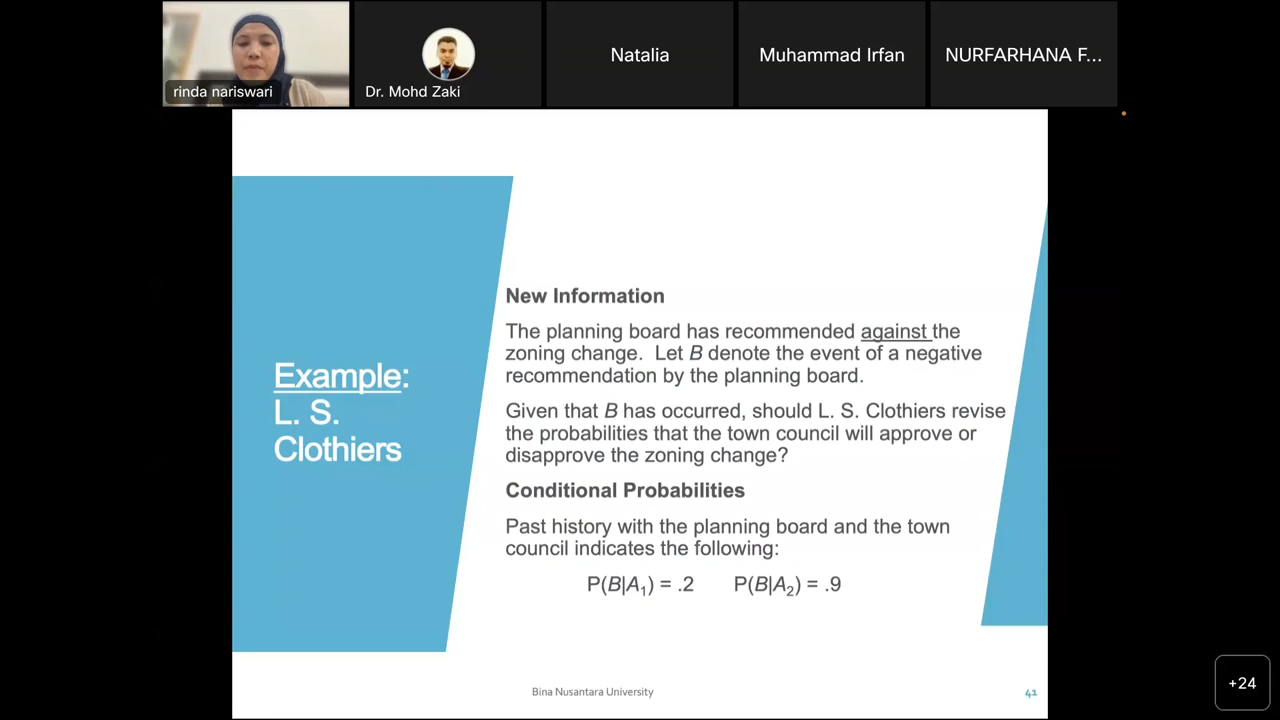 rinda nariswari
Dr. Mohd Zaki
Natalia
Muhammad Irfan
NURFARHANA F...
Example:
L. S.
Clothiers
New Information
The planning board has recommended against the
zoning change. Let B denote the event of a negative
recommendation by the planning board.
Given that B has occurred, should L. S. Clothiers revise
the probabilities that the town council will approve or
disapprove the zoning change?
Conditional Probabilities
Past history with the planning board and the town
council indicates the following:
P(B|A₁) = .2 P(B|A₂) = .9
Bina Nusantara University
41
+24